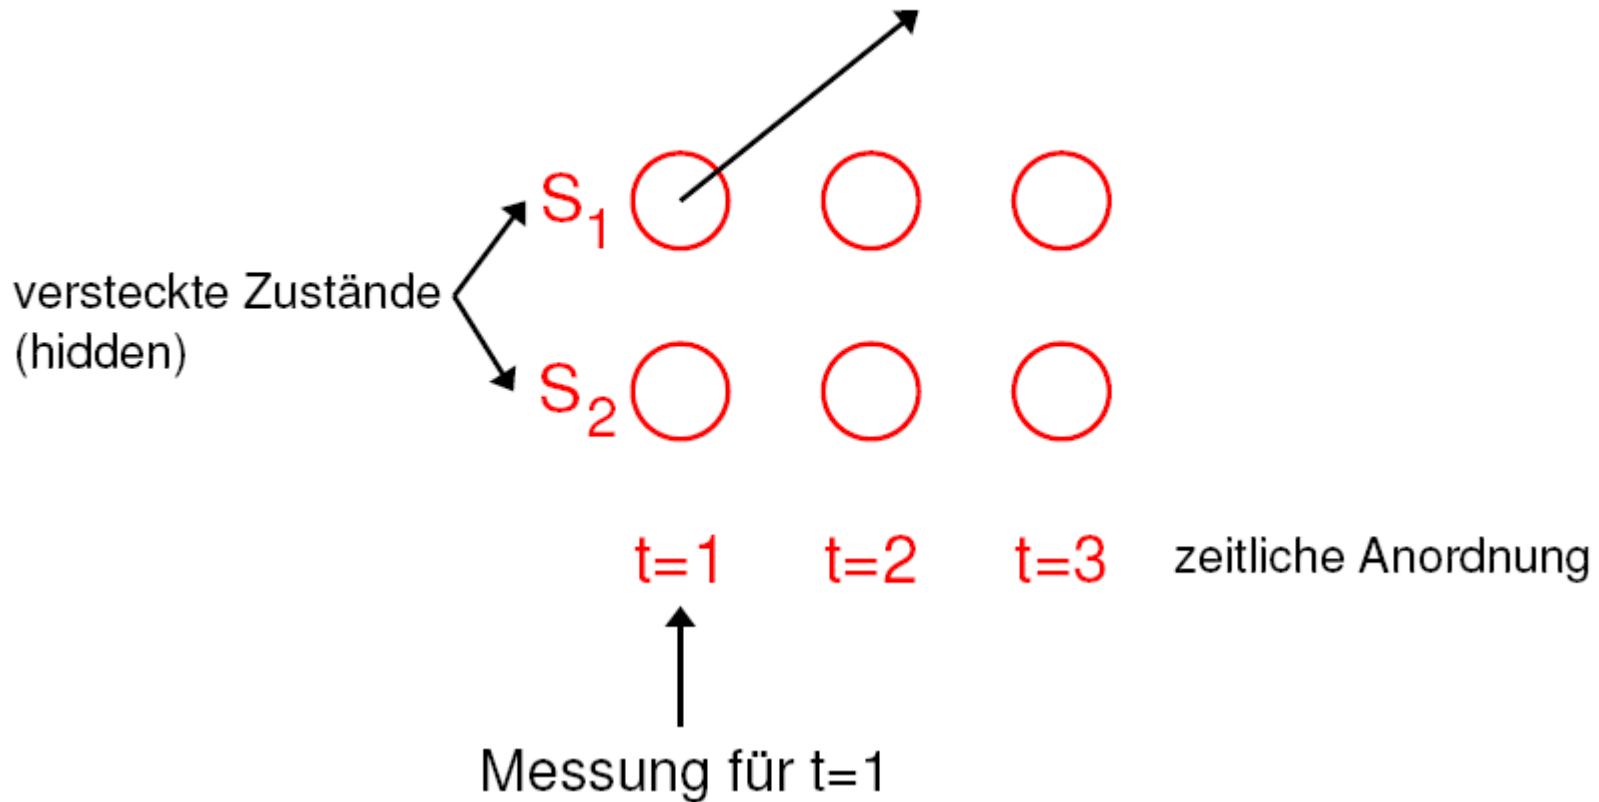 S1
versteckte Zustände
(hidden)
S2
t=1 t=2 t=3 zeitliche Anordnung
Messung für t=1